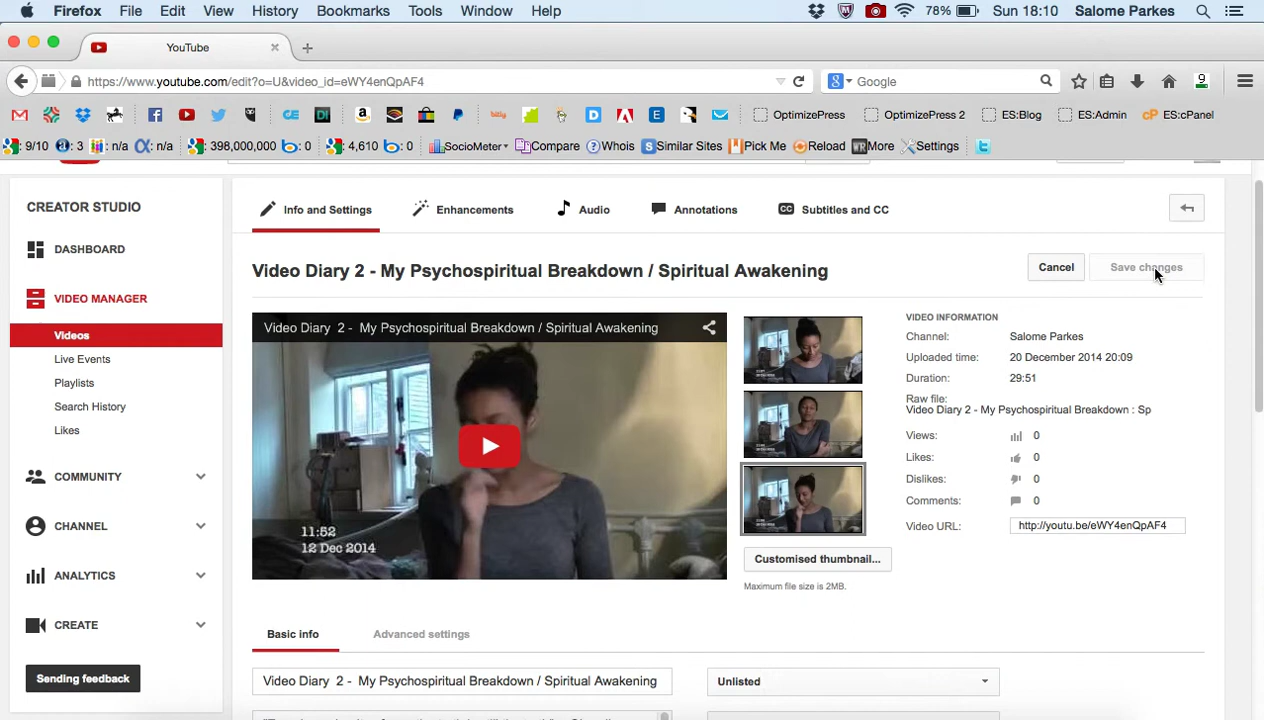 Firefox File Edit View History Bookmarks Tools Window Help 78% Sun 18:10 Salome Parkes
YouTube
https://www.youtube.com/edit?o=U&video_id=eWY4enQpAF4 Google
OptimizePress OptimizePress 2 ES:Blog ES:Admin ES:cPanel
9/10 3 n/a n/a 398,000,000 0 4,610 0 SocioMeter Compare Whois Similar Sites Pick Me Reload More Settings
CREATOR STUDIO
DASHBOARD
VIDEO MANAGER
Videos
Live Events
Playlists
Search History
Likes
COMMUNITY
CHANNEL
ANALYTICS
CREATE
Sending feedback
Info and Settings Enhancements Audio Annotations CC Subtitles and CC
Video Diary 2 - My Psychospiritual Breakdown / Spiritual Awakening
Cancel Save changes
Video Diary 2 - My Psychospiritual Breakdown / Spiritual Awakening
11:52
12 Dec 2014
Customised thumbnail...
Maximum file size is 2MB.
VIDEO INFORMATION
Channel: Salome Parkes
Uploaded time: 20 December 2014 20:09
Duration: 29:51
Raw file:
Video Diary 2 - My Psychospiritual Breakdown : Sp
Views: 0
Likes: 0
Dislikes: 0
Comments: 0
Video URL: http://youtu.be/eWY4enQpAF4
Basic info Advanced settings
Video Diary 2 - My Psychospiritual Breakdown / Spiritual Awakening Unlisted